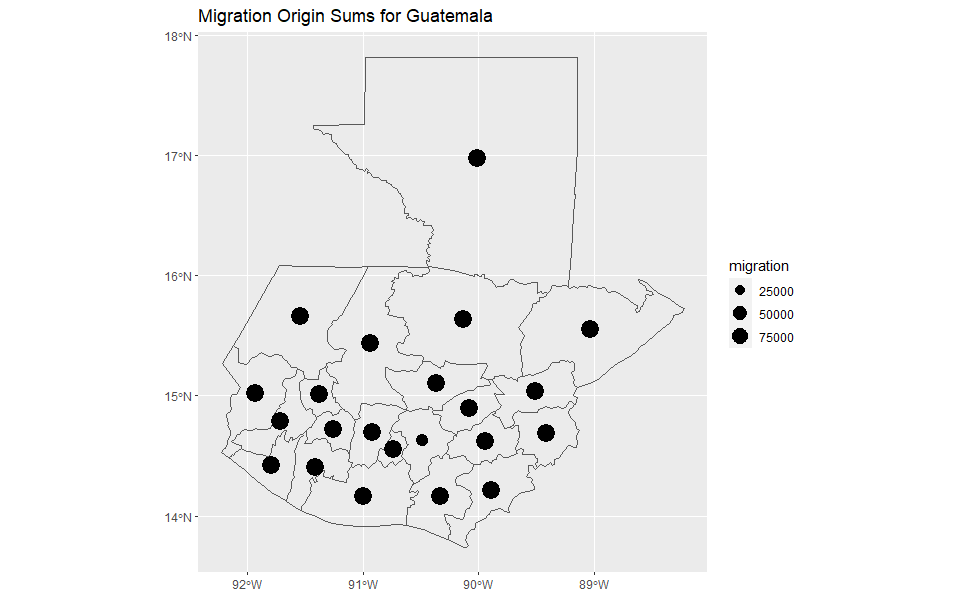 Migration Origin Sums for Guatemala
18°N
17°N
16°N
15°N
14°N
92°W
91°W
90°W
89°W
migration
25000
50000
75000